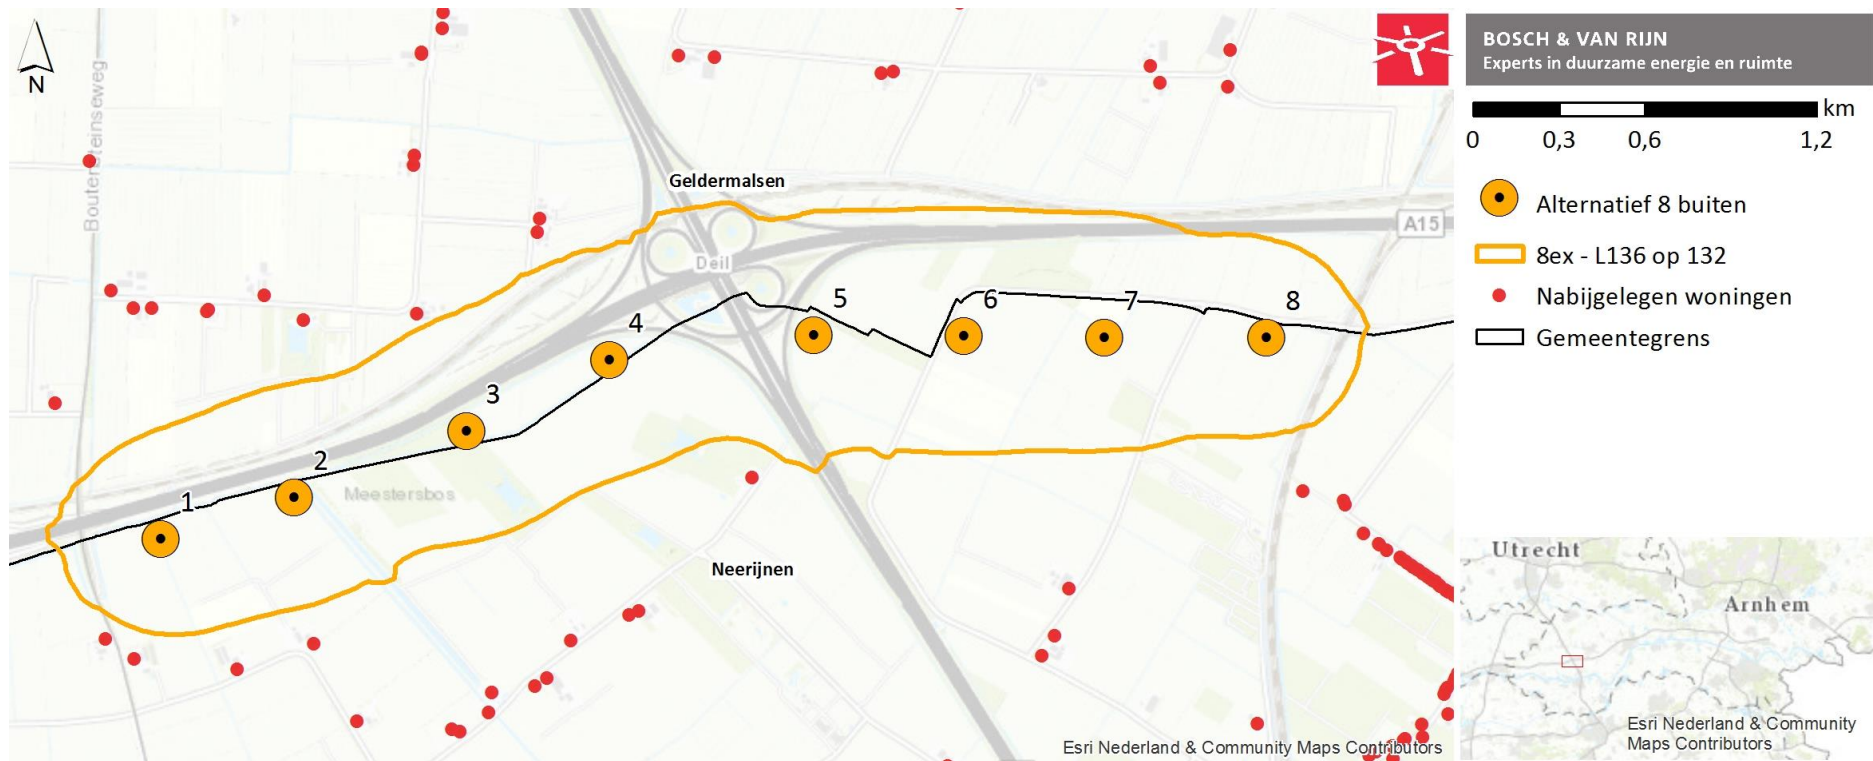 N
Boutensteinseweg
Geldermalsen
Deil
A15
1
2
3
4
5
6
7
8
Meestersbos
Neerijnen
Esri Nederland & Community Maps Contributors
BOSCH & VAN RIJN
Experts in duurzame energie en ruimte
km
0 0,3 0,6 1,2
Alternatief 8 buiten
8ex - L136 op 132
Nabijgelegen woningen
Gemeentegrens
Utrecht
Arnhem
Esri Nederland & Community
Maps Contributors